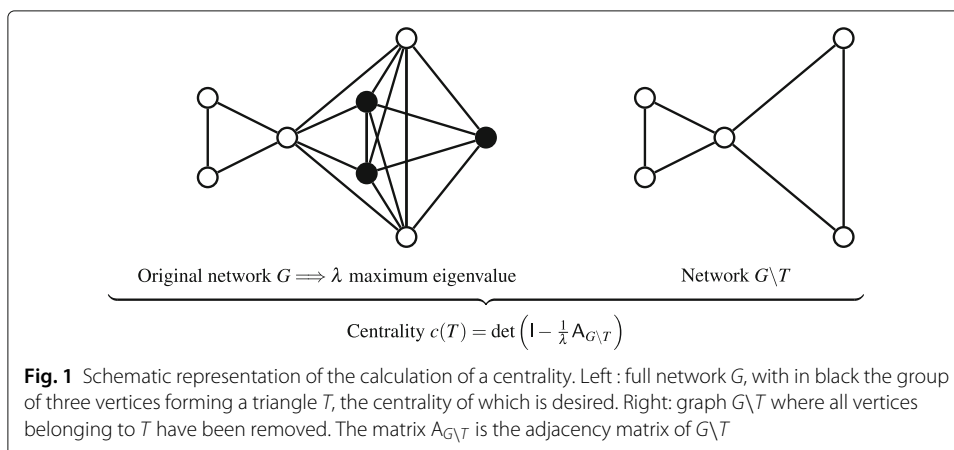 Original network G ⟹ λ maximum eigenvalue
Network G\T
Centrality c(T) = det(I − 1/λ A_{G\T})
Fig. 1 Schematic representation of the calculation of a centrality. Left : full network G, with in black the group
of three vertices forming a triangle T, the centrality of which is desired. Right: graph G\T where all vertices
belonging to T have been removed. The matrix A_{G\T} is the adjacency matrix of G\T